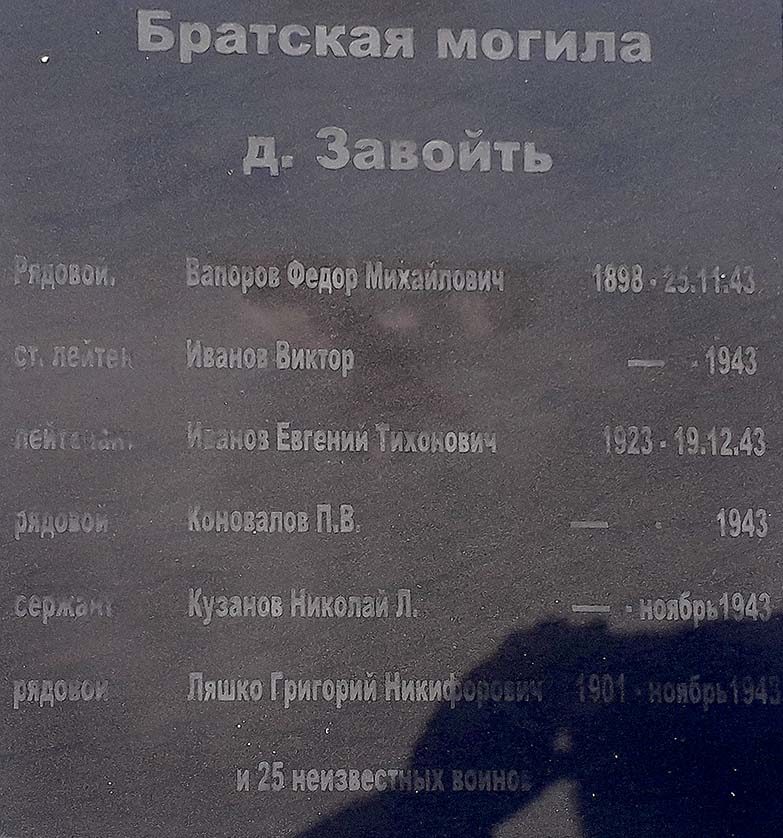 Братская могила
д. Завойть
Рядовой. Вапоров Федор Михайлович 1898 - 25.11.43
ст. лейтен Иванов Виктор — - 1943
лейтенант Иванов Евгений Тихонович 1923 - 19.12.43
рядовой Коновалов П.В. — - 1943
сержант Кузанов Николай Л. — - ноябрь1943
рядовой Ляшко Григорий Никифорович 1901 - ноябрь1943
и 25 неизвестных воинов